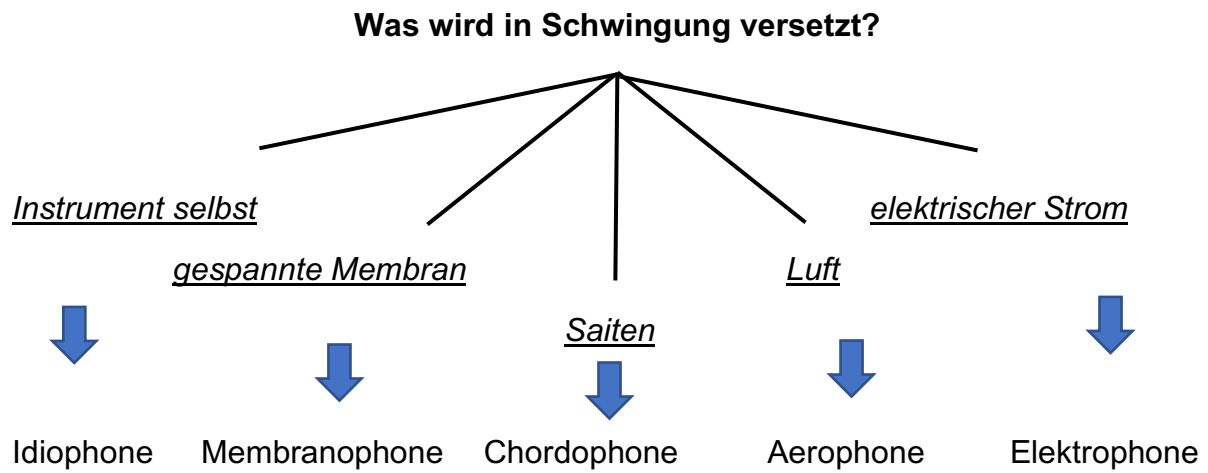 Was wird in Schwingung versetzt?
Instrument selbst
elektrischer Strom
gespannte Membran
Luft
Saiten
Idiophone
Membranophone
Chordophone
Aerophone
Elektrophone